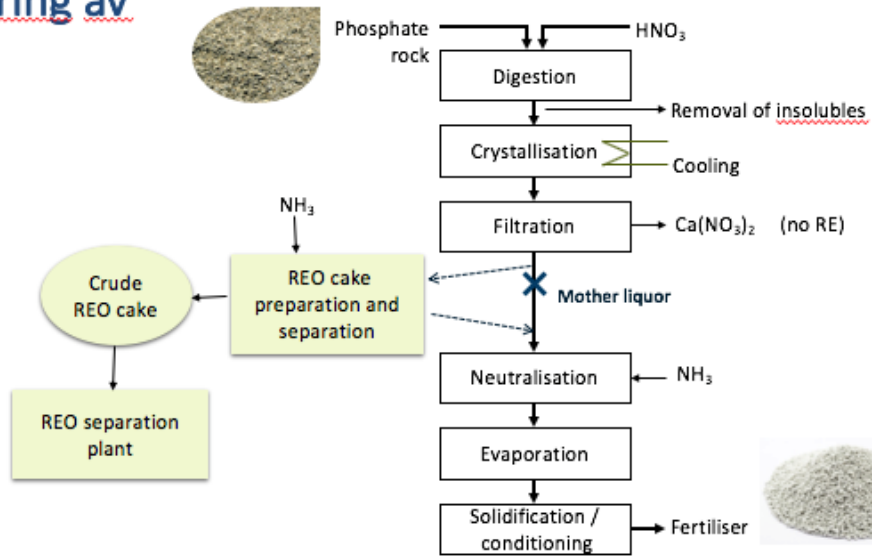 ring av
Phosphate
rock
HNO₃
Digestion
Removal of insolubles
Crystallisation
Cooling
Filtration
Ca(NO₃)₂ (no RE)
NH₃
Crude
REO cake
REO cake
preparation and
separation
Mother liquor
Neutralisation
NH₃
REO separation
plant
Evaporation
Solidification /
conditioning
Fertiliser